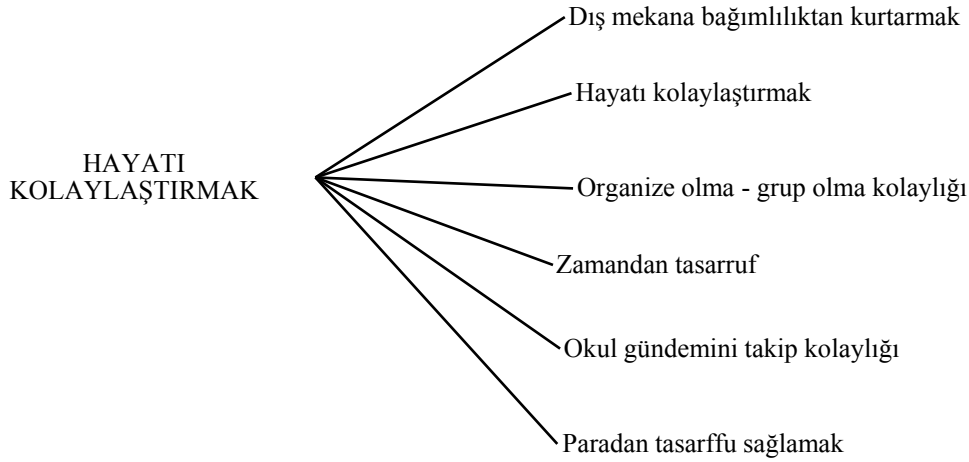 Dış mekana bağımlılıktan kurtarmak
Hayatı kolaylaştırmak
HAYATI
KOLAYLAŞTIRMAK
Organize olma - grup olma kolaylığı
Zamandan tasarruf
Okul gündemini takip kolaylığı
Paradan tasarffu sağlamak